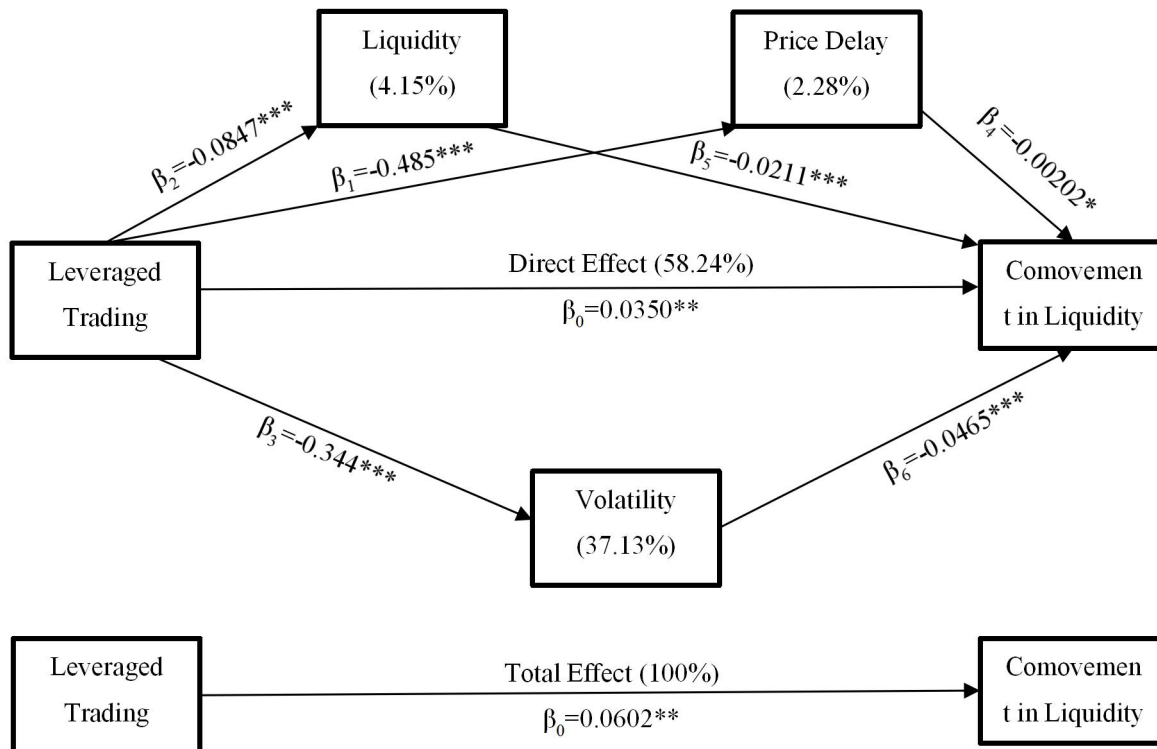 Liquidity
(4.15%)
Price Delay
(2.28%)
β2=-0.0847***
β1=-0.485***
β5=-0.0211***
β4=-0.00202*
Leveraged
Trading
Direct Effect (58.24%)
β0=0.0350**
Comovemen
t in Liquidity
β3=-0.344***
Volatility
(37.13%)
β6=-0.0465***
Leveraged
Trading
Total Effect (100%)
β0=0.0602**
Comovemen
t in Liquidity